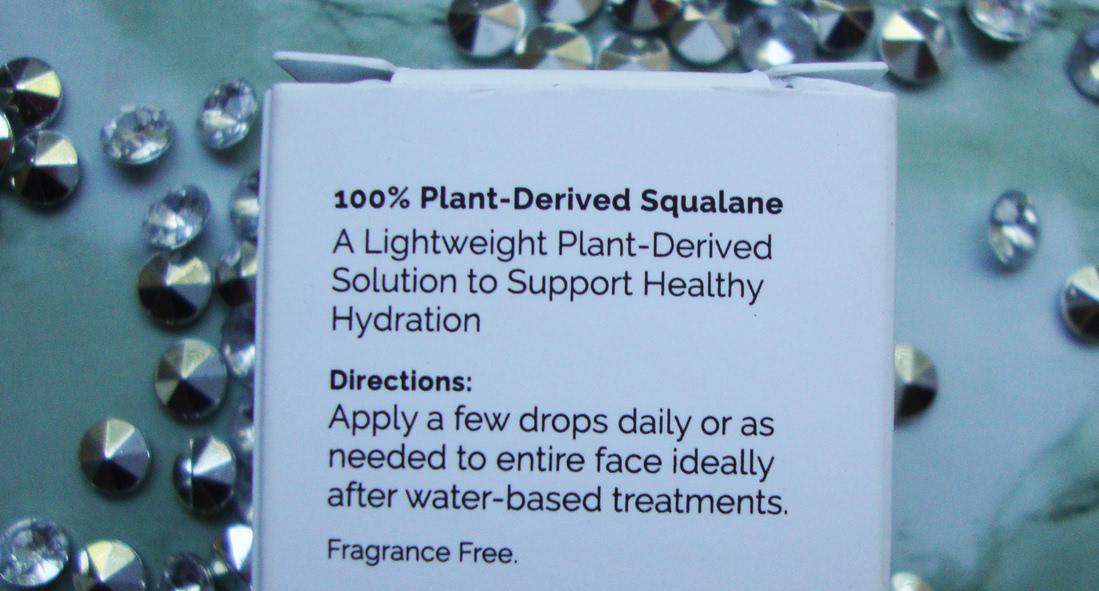 100% Plant-Derived Squalane
A Lightweight Plant-Derived
Solution to Support Healthy
Hydration
Directions:
Apply a few drops daily or as
needed to entire face ideally
after water-based treatments.
Fragrance Free.